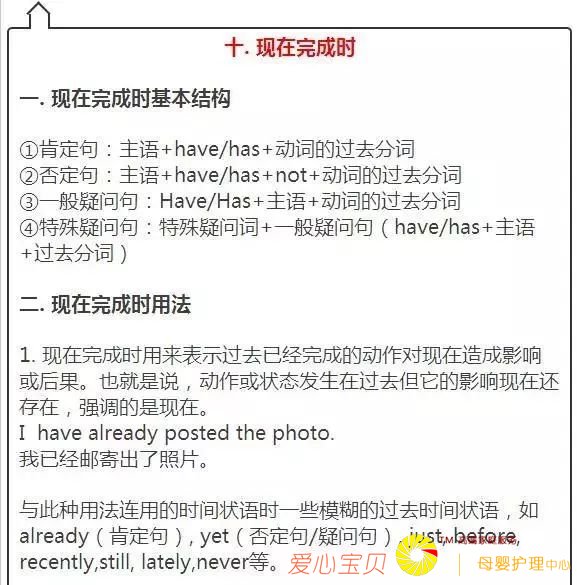 十. 现在完成时
一. 现在完成时基本结构
①肯定句：主语+have/has+动词的过去分词
②否定句：主语+have/has+not+动词的过去分词
③一般疑问句：Have/Has+主语+动词的过去分词
④特殊疑问句：特殊疑问词+一般疑问句（have/has+主语
+过去分词）
二. 现在完成时用法
1. 现在完成时用来表示过去已经完成的动作对现在造成影响
或后果。也就是说，动作或状态发生在过去但它的影响现在还
存在，强调的是现在。
I have already posted the photo.
我已经邮寄出了照片。
与此种用法连用的时间状语时一些模糊的过去时间状语，如
already（肯定句）, yet（否定句/疑问句）, just, before,
recently,still, lately,never等。
爱心宝贝
母婴护理中心